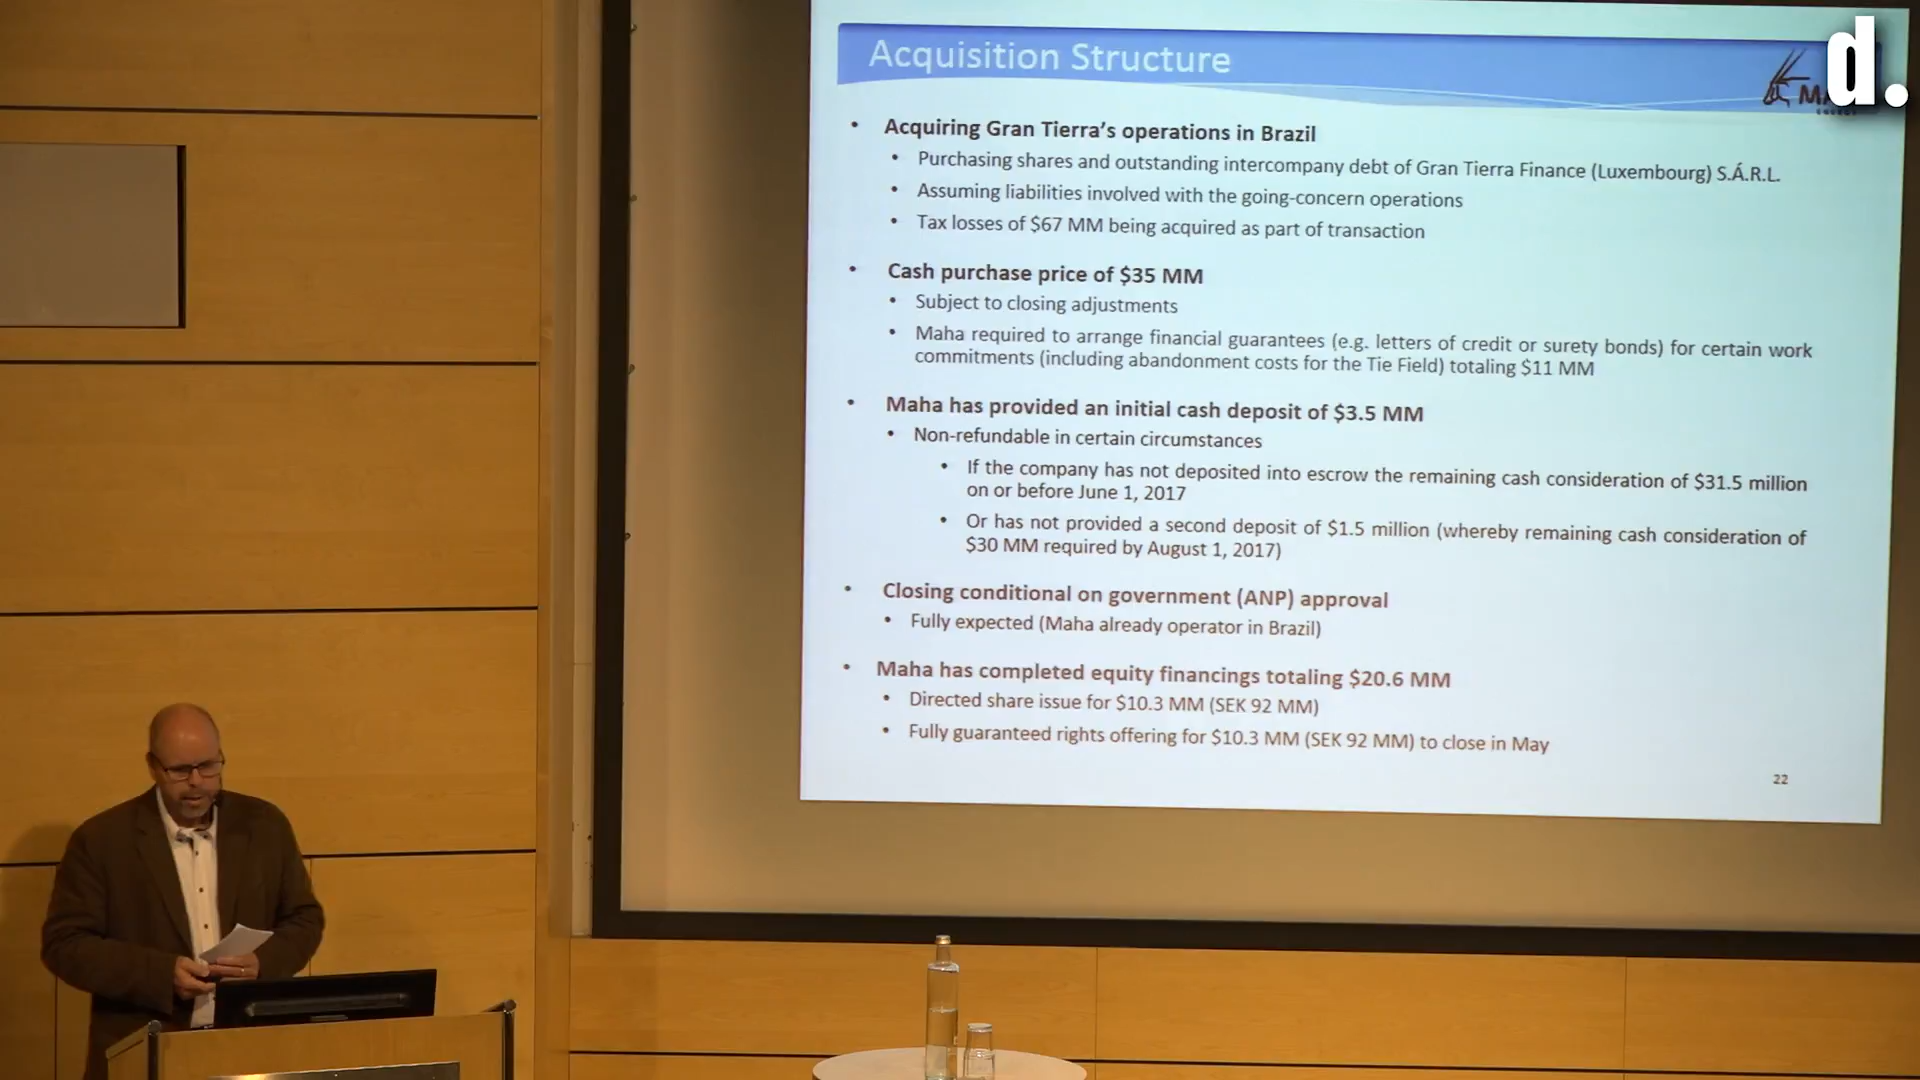 Acquisition Structure
d.
• Acquiring Gran Tierra's operations in Brazil
• Purchasing shares and outstanding intercompany debt of Gran Tierra Finance (Luxembourg) S.Á.R.L.
• Assuming liabilities involved with the going-concern operations
• Tax losses of $67 MM being acquired as part of transaction
• Cash purchase price of $35 MM
• Subject to closing adjustments
• Maha required to arrange financial guarantees (e.g. letters of credit or surety bonds) for certain work
commitments (including abandonment costs for the Tie Field) totaling $11 MM
• Maha has provided an initial cash deposit of $3.5 MM
• Non-refundable in certain circumstances
• If the company has not deposited into escrow the remaining cash consideration of $31.5 million
on or before June 1, 2017
• Or has not provided a second deposit of $1.5 million (whereby remaining cash consideration of
$30 MM required by August 1, 2017)
• Closing conditional on government (ANP) approval
• Fully expected (Maha already operator in Brazil)
• Maha has completed equity financings totaling $20.6 MM
• Directed share issue for $10.3 MM (SEK 92 MM)
• Fully guaranteed rights offering for $10.3 MM (SEK 92 MM) to close in May
22